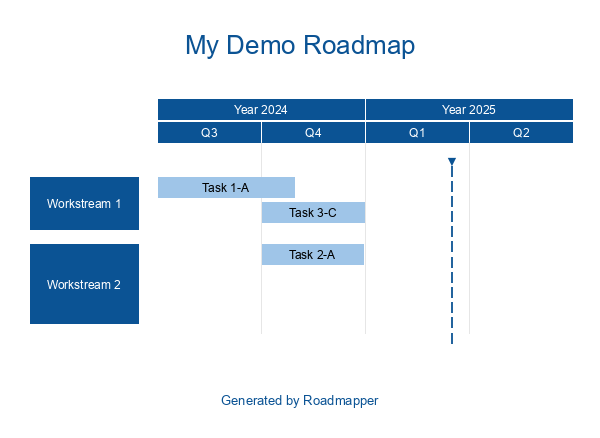 My Demo Roadmap
Year 2024 Year 2025
Q3 Q4 Q1 Q2
Workstream 1
Task 1-A
Task 3-C
Workstream 2
Task 2-A
Generated by Roadmapper